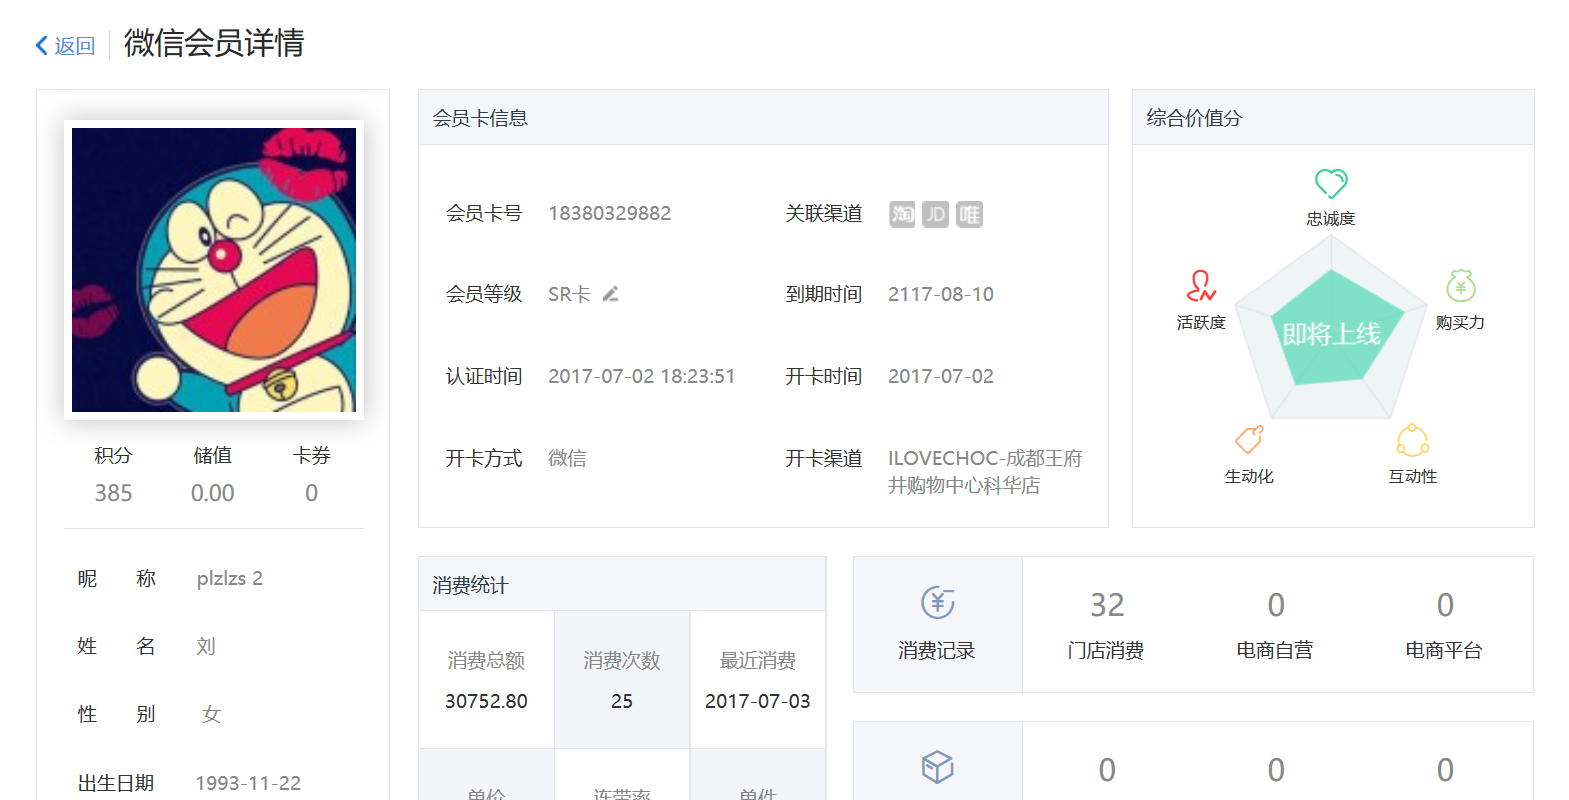 返回
微信会员详情
积分 储值 卡券
385 0.00 0
昵 称 plzlzs 2
姓 名 刘
性 别 女
出生日期 1993-11-22
会员卡信息
会员卡号 18380329882 关联渠道 淘 JD 唯
会员等级 SR卡 到期时间 2117-08-10
认证时间 2017-07-02 18:23:51 开卡时间 2017-07-02
开卡方式 微信 开卡渠道 ILOVECHOC-成都王府
井购物中心科华店
综合价值分
忠诚度
活跃度 购买力
即将上线
生动化 互动性
消费统计
消费总额 消费次数 最近消费
30752.80 25 2017-07-03
单价 连带率 单件
消费记录
32 0 0
门店消费 电商自营 电商平台
0 0 0